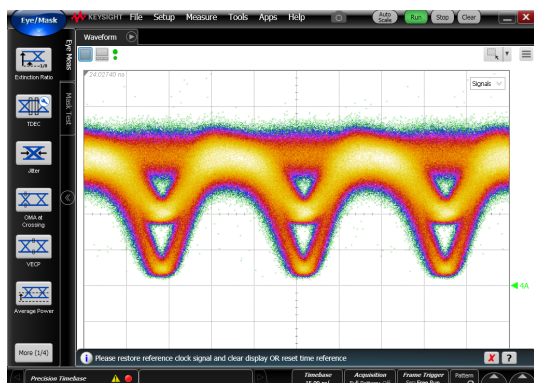 Eye/Mask
KEYSIGHT File Setup Measure Tools Apps Help
Auto Scale Run Stop Clear
Waveform
Eye Meas
Mask Test
24.02740 ns
Signals
Extinction Ratio
TDEC
Jitter
OMA at
Crossing
VECP
Average Power
4A
More (1/4)
Please restore reference clock signal and clear display OR reset time reference
X ?
Precision Timebase
Timebase
Acquisition
Frame Trigger
Pattern